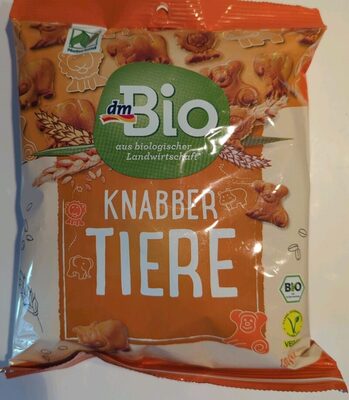 dm
Bio
aus biologischer
Landwirtschaft
KNABBER
TIERE
BIO